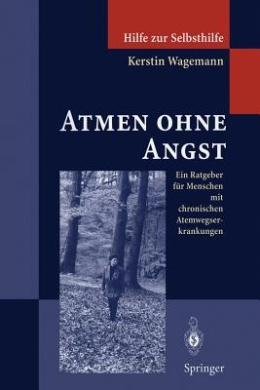 Hilfe zur Selbsthilfe
Kerstin Wagemann
ATMEN OHNE
ANGST
Ein Ratgeber
für Menschen
mit
chronischen
Atemwegser-
krankungen
Springer